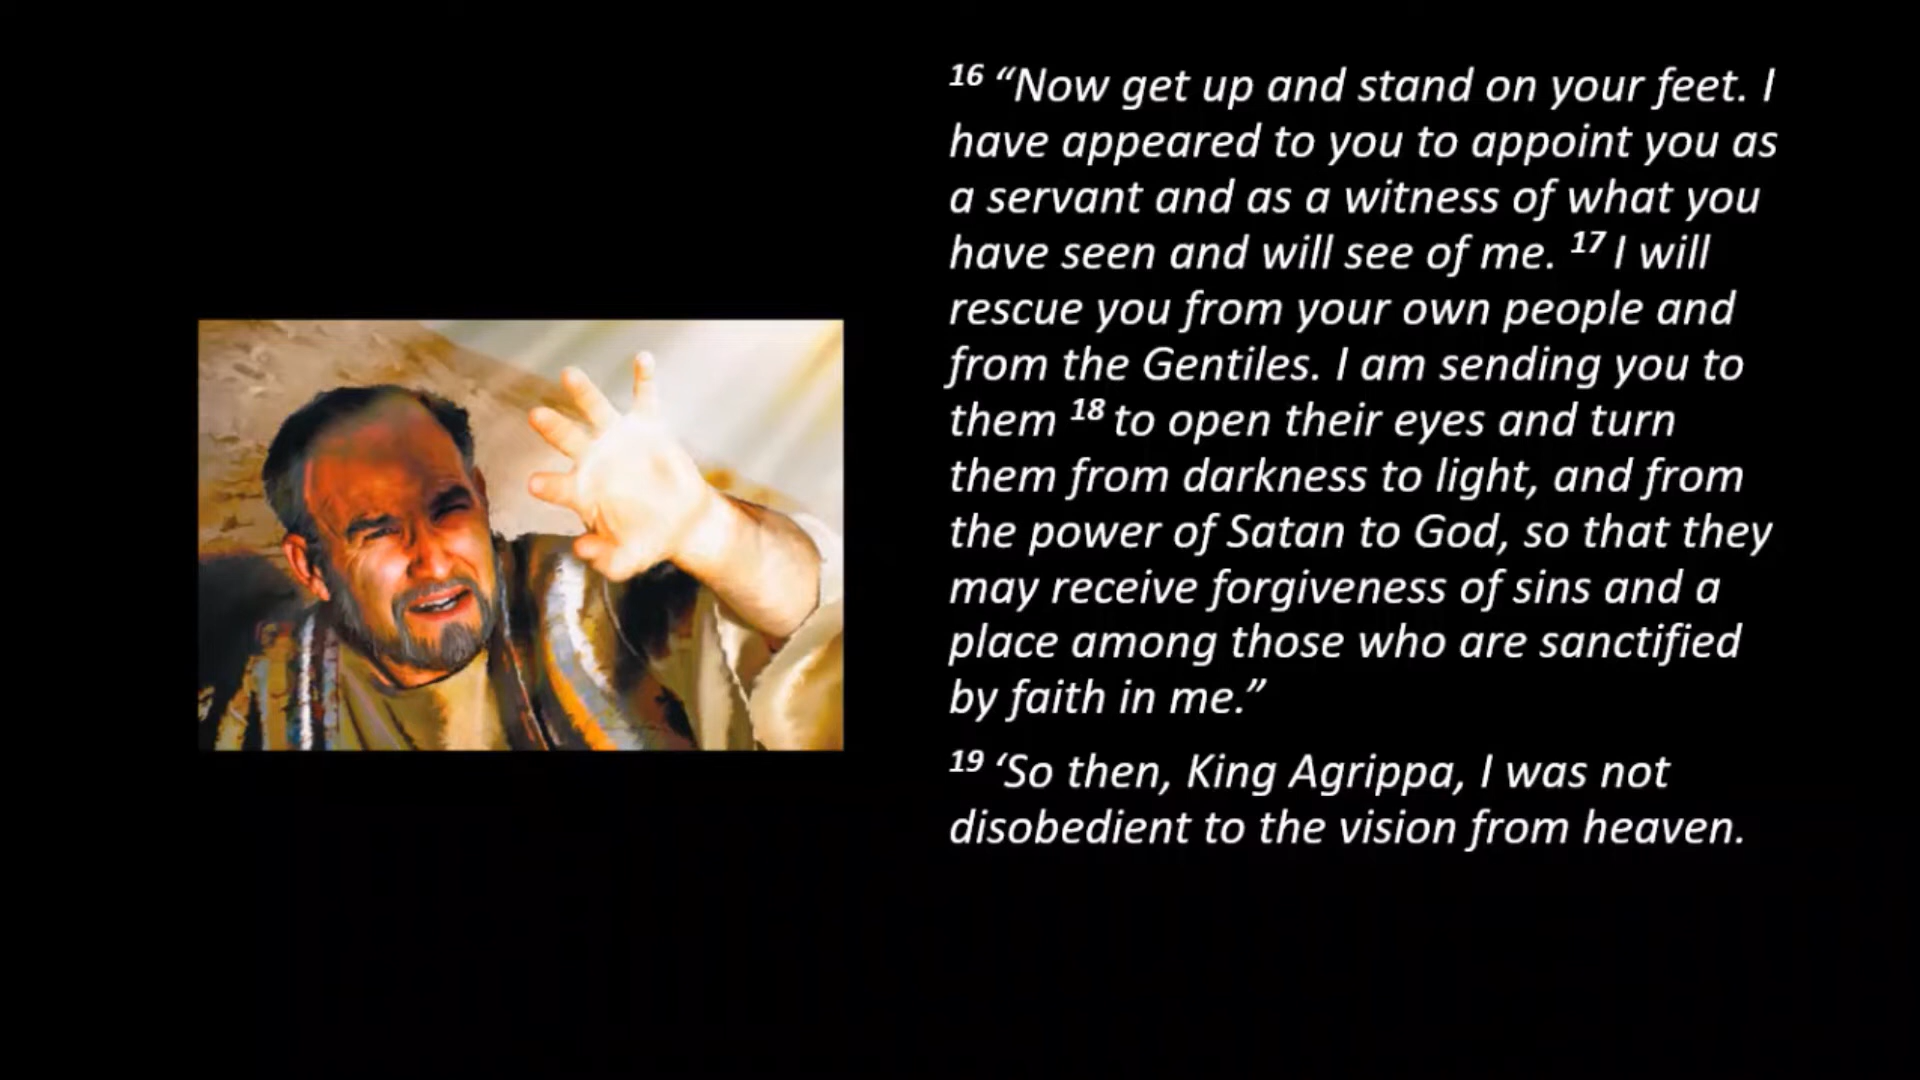 16 “Now get up and stand on your feet. I
have appeared to you to appoint you as
a servant and as a witness of what you
have seen and will see of me. 17 I will
rescue you from your own people and
from the Gentiles. I am sending you to
them 18 to open their eyes and turn
them from darkness to light, and from
the power of Satan to God, so that they
may receive forgiveness of sins and a
place among those who are sanctified
by faith in me.”
19 ‘So then, King Agrippa, I was not
disobedient to the vision from heaven.